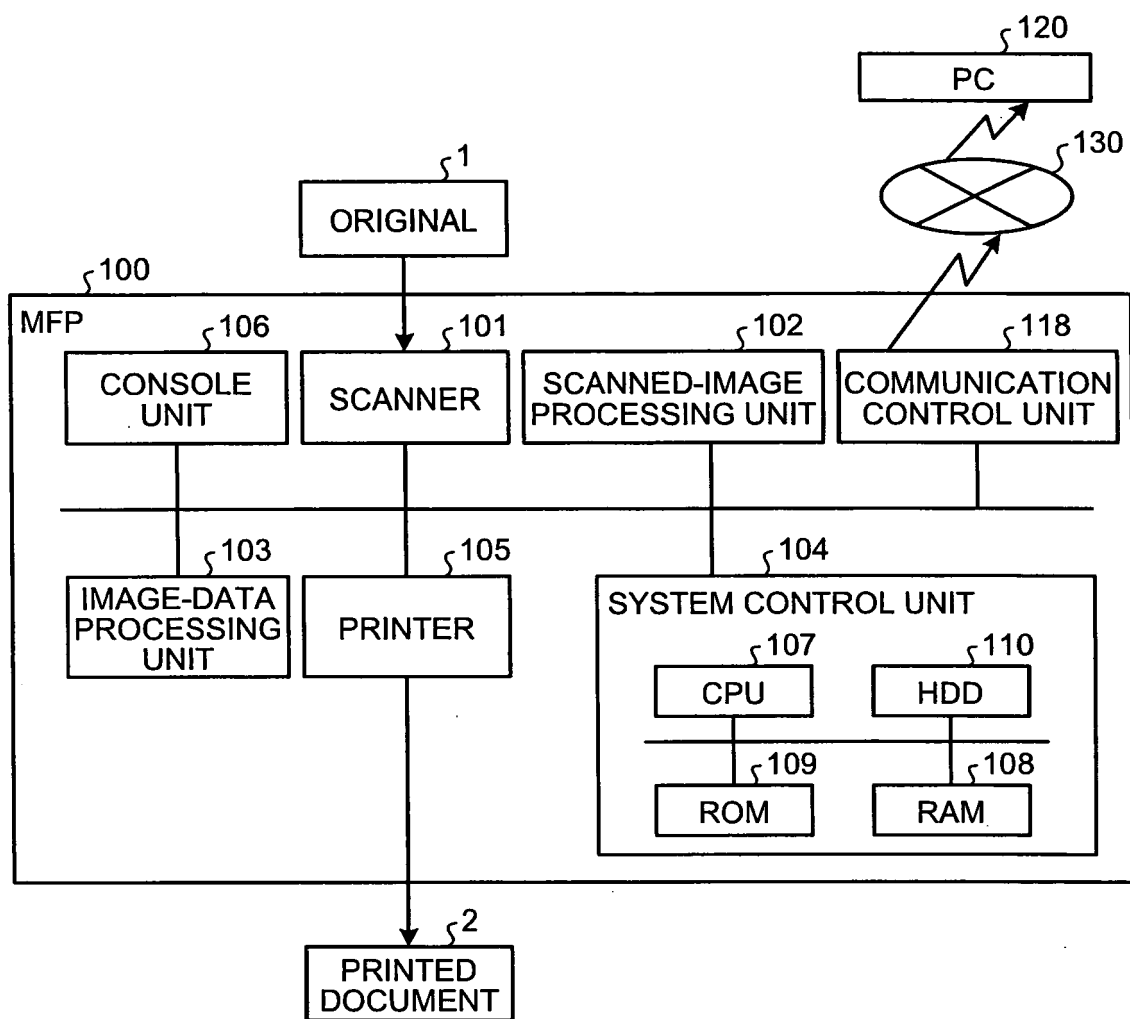 120
PC
130
1
ORIGINAL
100
MFP
106
101
102
118
CONSOLE
UNIT
SCANNER
SCANNED-IMAGE
PROCESSING UNIT
COMMUNICATION
CONTROL UNIT
103
105
104
IMAGE-DATA
PROCESSING
UNIT
PRINTER
SYSTEM CONTROL UNIT
107
110
CPU
HDD
109
108
ROM
RAM
2
PRINTED
DOCUMENT